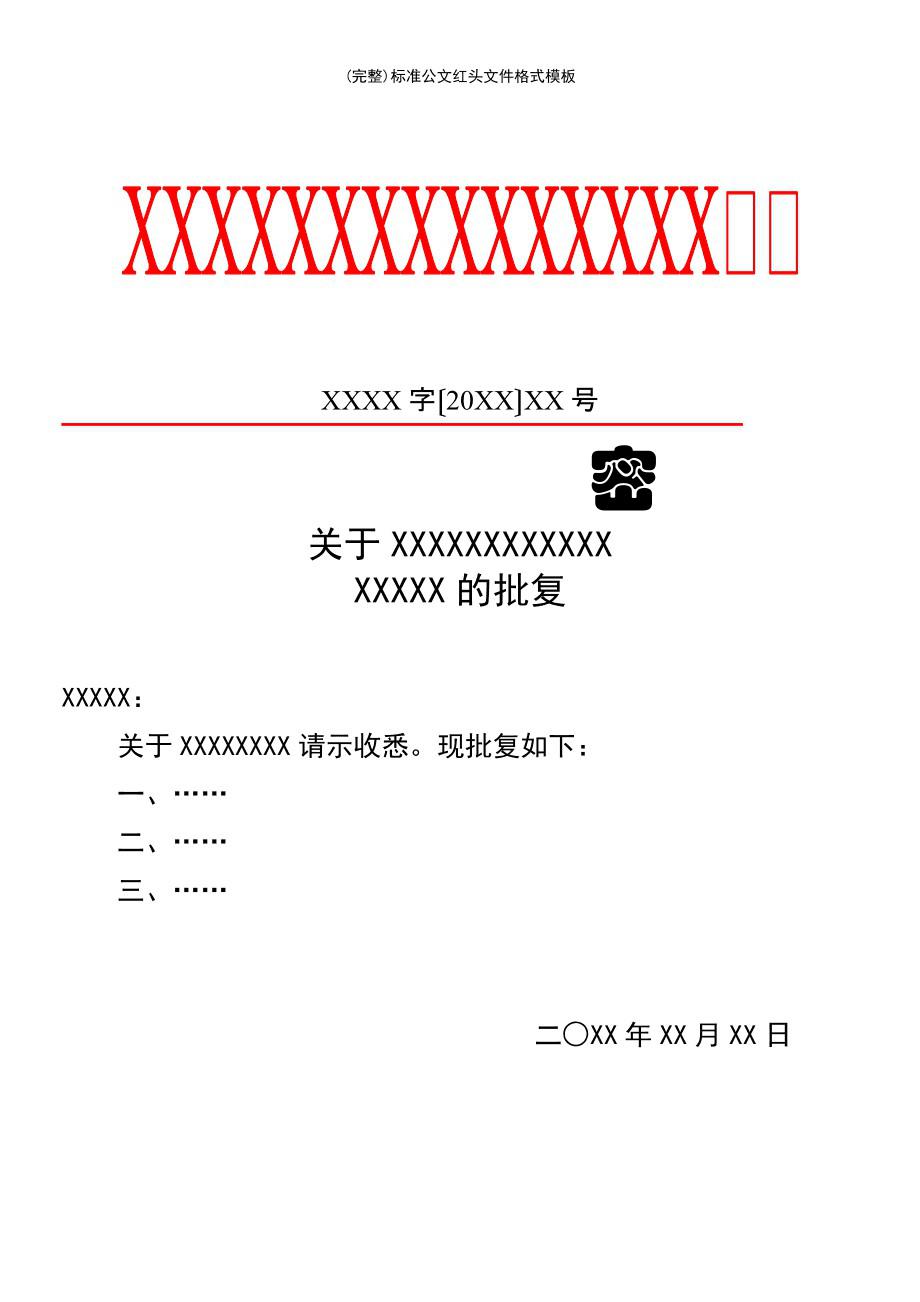 (完整)标准公文红头文件格式模板
XXXXXXXXXXXXXXX□□
XXXX 字[20XX]XX 号
密
关于 XXXXXXXXXXXX
XXXXX 的批复
XXXXX：
关于 XXXXXXXX 请示收悉。现批复如下：
一、……
二、……
三、……
二〇XX 年 XX 月 XX 日